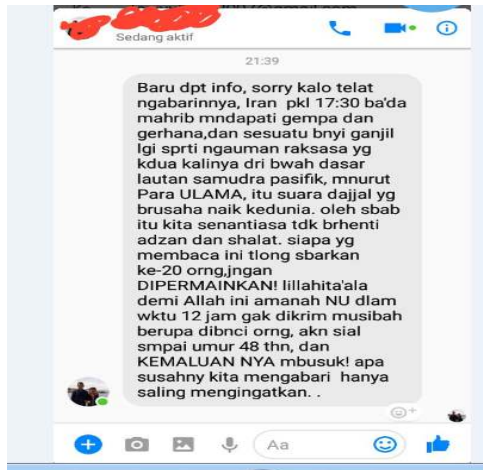 Sedang aktif
21:39
Baru dpt info, sorry kalo telat
ngabarinnya, Iran pkl 17:30 ba'da
mahrib mndapati gempa dan
gerhana,dan sesuatu bnyi ganjil
lgi sprti ngauman raksasa yg
kdua kalinya dri bwah dasar
lautan samudra pasifik, mnurut
Para ULAMA, itu suara dajjal yg
brusaha naik kedunia. oleh sbab
itu kita senantiasa tdk brhenti
adzan dan shalat. siapa yg
membaca ini tlong sbarkan
ke-20 orng,jngan
DIPERMAINKAN! lillahita'ala
demi Allah ini amanah NU dlam
wktu 12 jam gak dikrim musibah
berupa dibnci orng, akn sial
smpai umur 48 thn, dan
KEMALUAN NYA mbusuk! apa
susahny kita mengabari hanya
saling mengingatkan. .
Aa